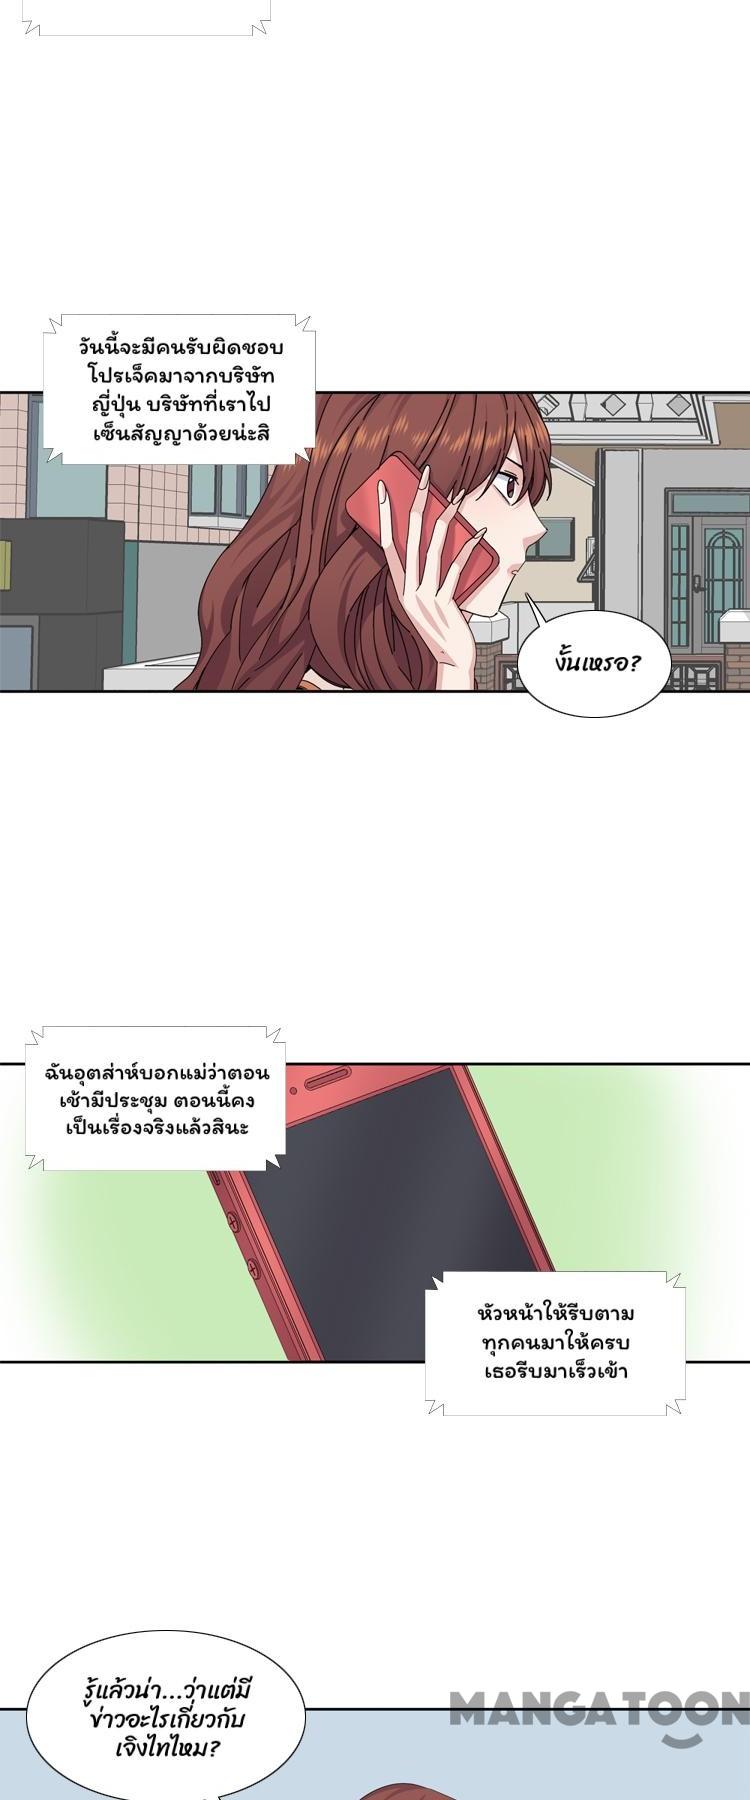 วันนี้จะมีคนรับผิดชอบ
โปรเจ็คมาจากบริษัท
ญี่ปุ่น บริษัทที่เราไป
เซ็นสัญญาด้วยน่ะสิ
งั้นเหรอ?
ฉันอุตส่าห์บอกแม่ว่าตอน
เช้ามีประชุม ตอนนี้คง
เป็นเรื่องจริงแล้วสินะ
หัวหน้าให้รีบตาม
ทุกคนมาให้ครบ
เธอรีบมาเร็วเข้า
รู้แล้วน่า...ว่าแต่มี
ข่าวอะไรเกี่ยวกับ
เจิงไทไหม?
MANGATOON